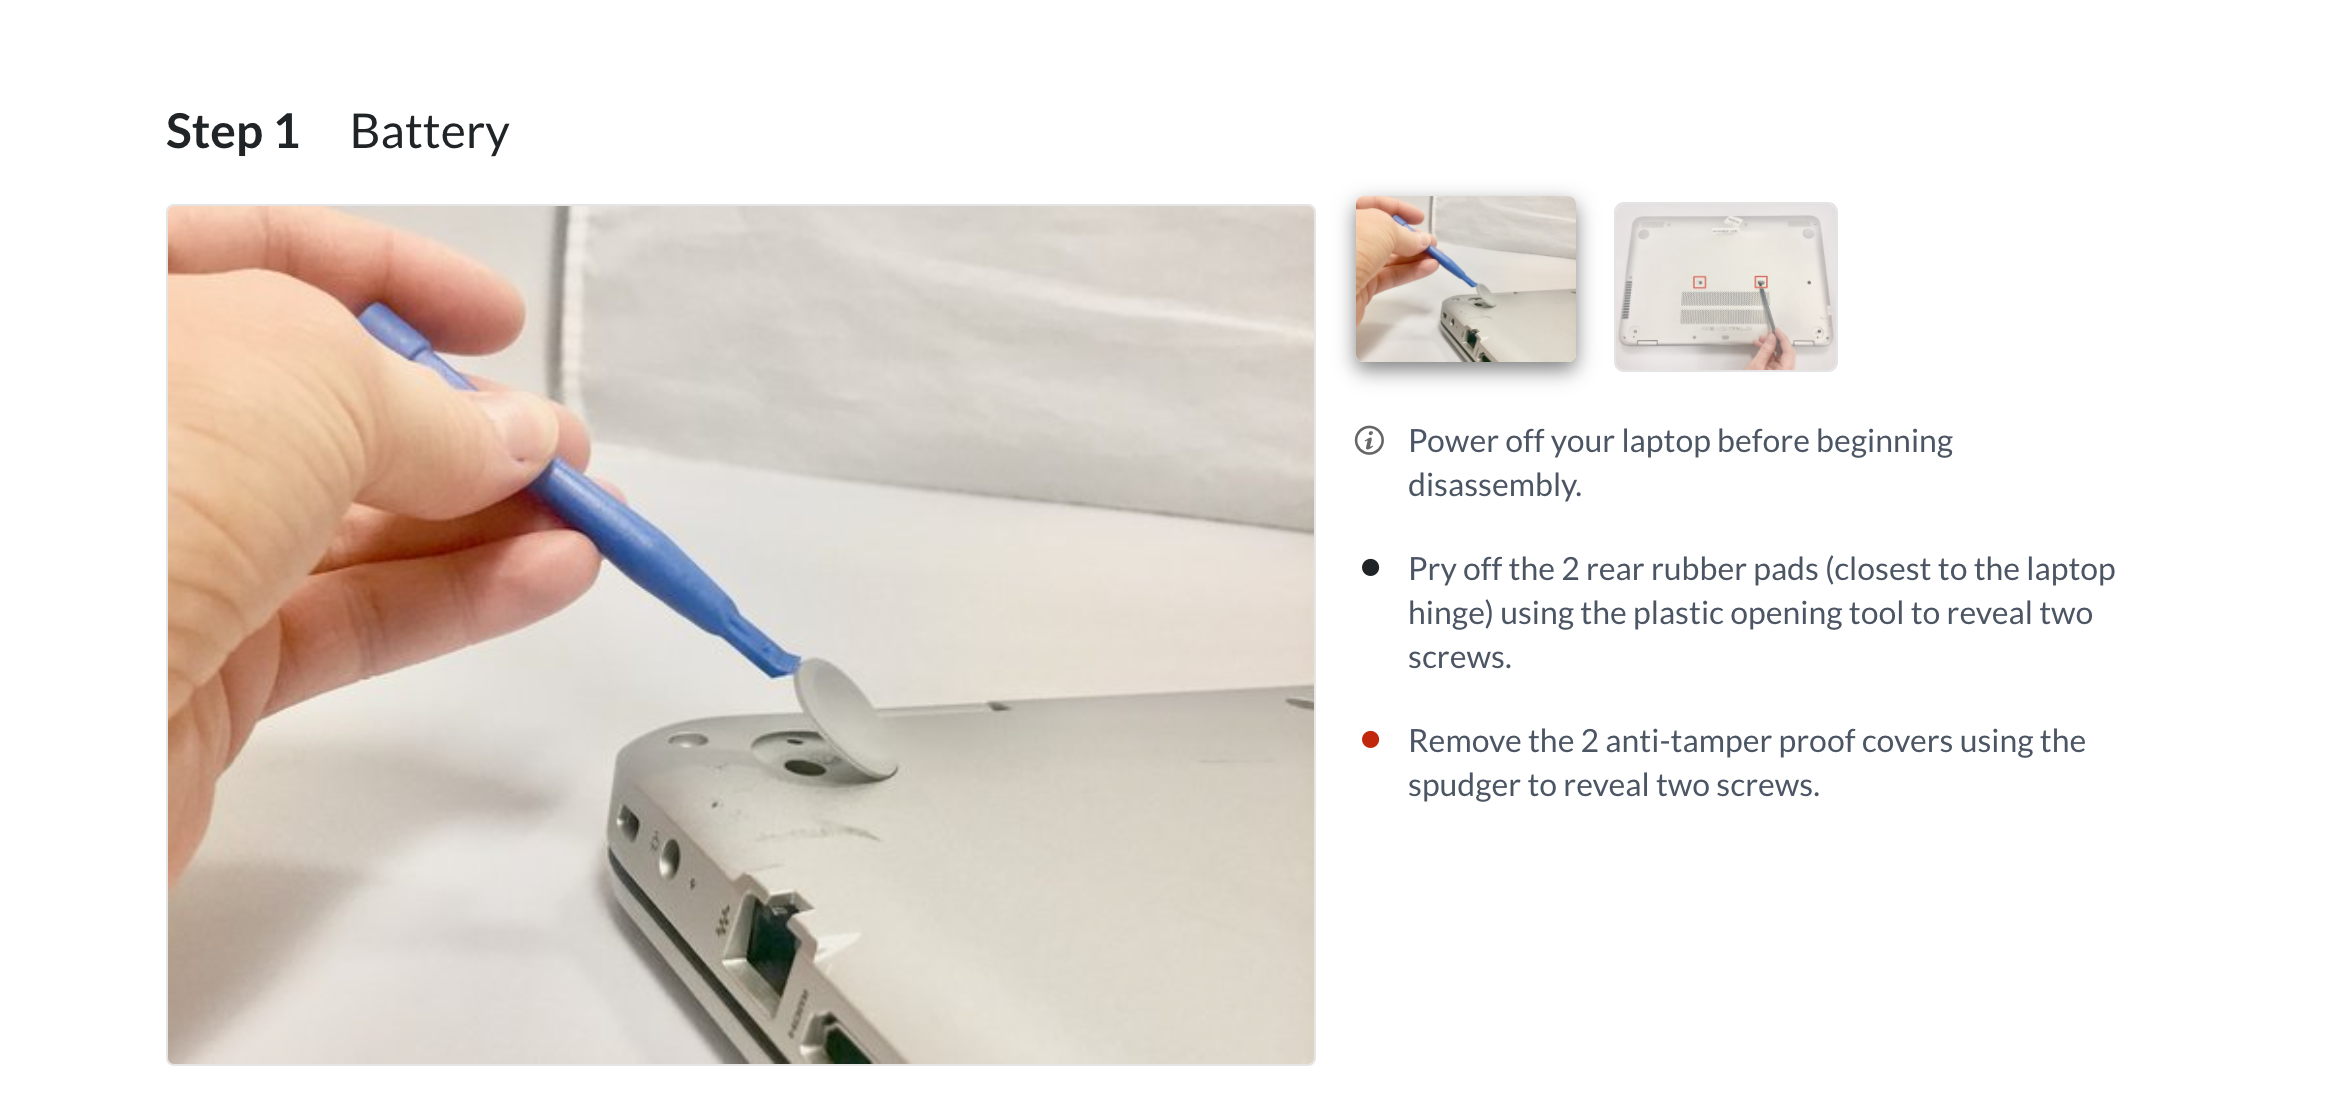 Step 1 Battery
Power off your laptop before beginning
disassembly.
Pry off the 2 rear rubber pads (closest to the laptop
hinge) using the plastic opening tool to reveal two
screws.
Remove the 2 anti-tamper proof covers using the
spudger to reveal two screws.